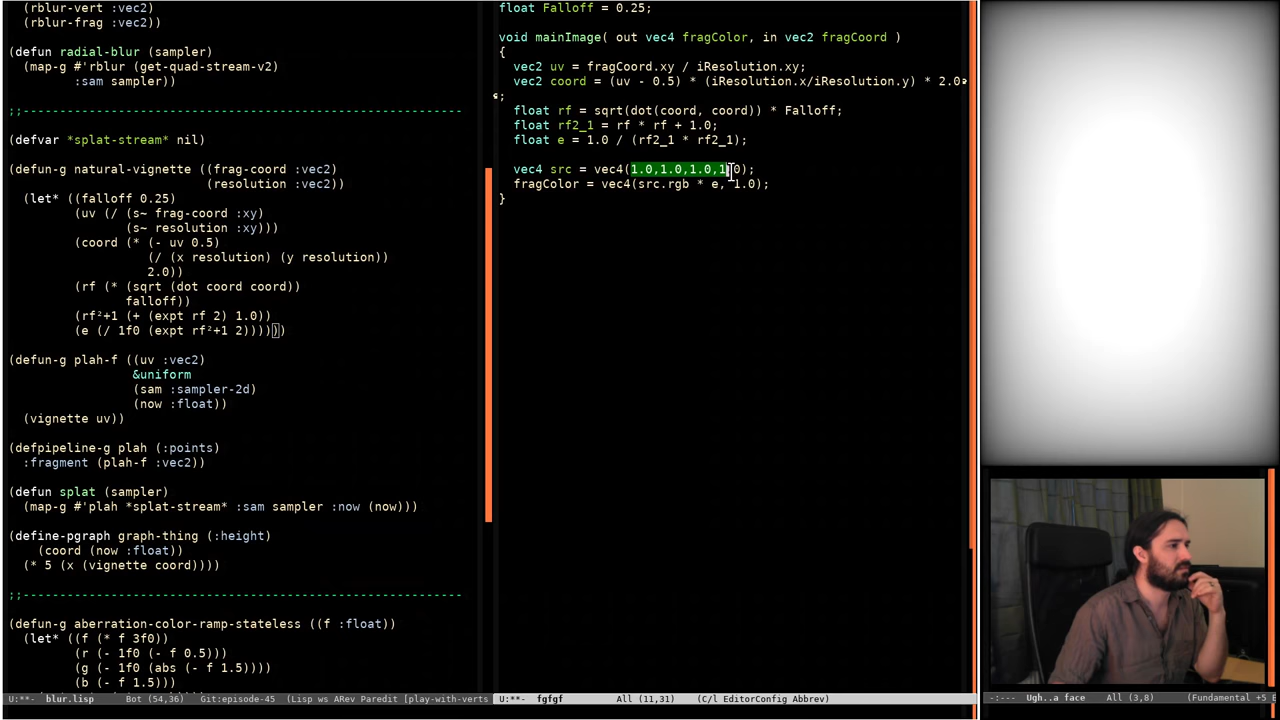 (rblur-vert :vec2)
(rblur-frag :vec2))
(defun radial-blur (sampler)
(map-g #'rblur (get-quad-stream-v2)
:sam sampler))
;;------------------------------------------------------------
(defvar *splat-stream* nil)
(defun-g natural-vignette ((frag-coord :vec2)
(resolution :vec2))
(let* ((falloff 0.25)
(uv (/ (s~ frag-coord :xy)
(s~ resolution :xy)))
(coord (* (- uv 0.5)
(/ (x resolution) (y resolution))
2.0))
(rf (* (sqrt (dot coord coord))
falloff))
(rf²+1 (+ (expt rf 2) 1.0))
(e (/ 1f0 (expt rf²+1 2))))))
(defun-g plah-f ((uv :vec2)
&uniform
(sam :sampler-2d)
(now :float))
(vignette uv))
(defpipeline-g plah (:points)
:fragment (plah-f :vec2))
(defun splat (sampler)
(map-g #'plah *splat-stream* :sam sampler :now (now)))
(define-pgraph graph-thing (:height)
(coord (now :float))
(* 5 (x (vignette coord))))
;;------------------------------------------------------------
(defun-g aberration-color-ramp-stateless ((f :float))
(let* ((f (* f 3f0))
(r (- 1f0 (- f 0.5)))
(g (- 1f0 (abs (- f 1.5))))
(b (- f 1.5)))
U:**- blur.lisp Bot (54,36) Git:episode-45 (Lisp ws ARev Paredit [play-with-verts
float Falloff = 0.25;
void mainImage( out vec4 fragColor, in vec2 fragCoord )
{
vec2 uv = fragCoord.xy / iResolution.xy;
vec2 coord = (uv - 0.5) * (iResolution.x/iResolution.y) * 2.0
;
float rf = sqrt(dot(coord, coord)) * Falloff;
float rf2_1 = rf * rf + 1.0;
float e = 1.0 / (rf2_1 * rf2_1);
vec4 src = vec4(1.0,1.0,1.0,1.0);
fragColor = vec4(src.rgb * e, 1.0);
}
U:**- fgfgf All (11,31) (C/l EditorConfig Abbrev)
-:--- Ugh..a face All (3,8) (Fundamental +5 E